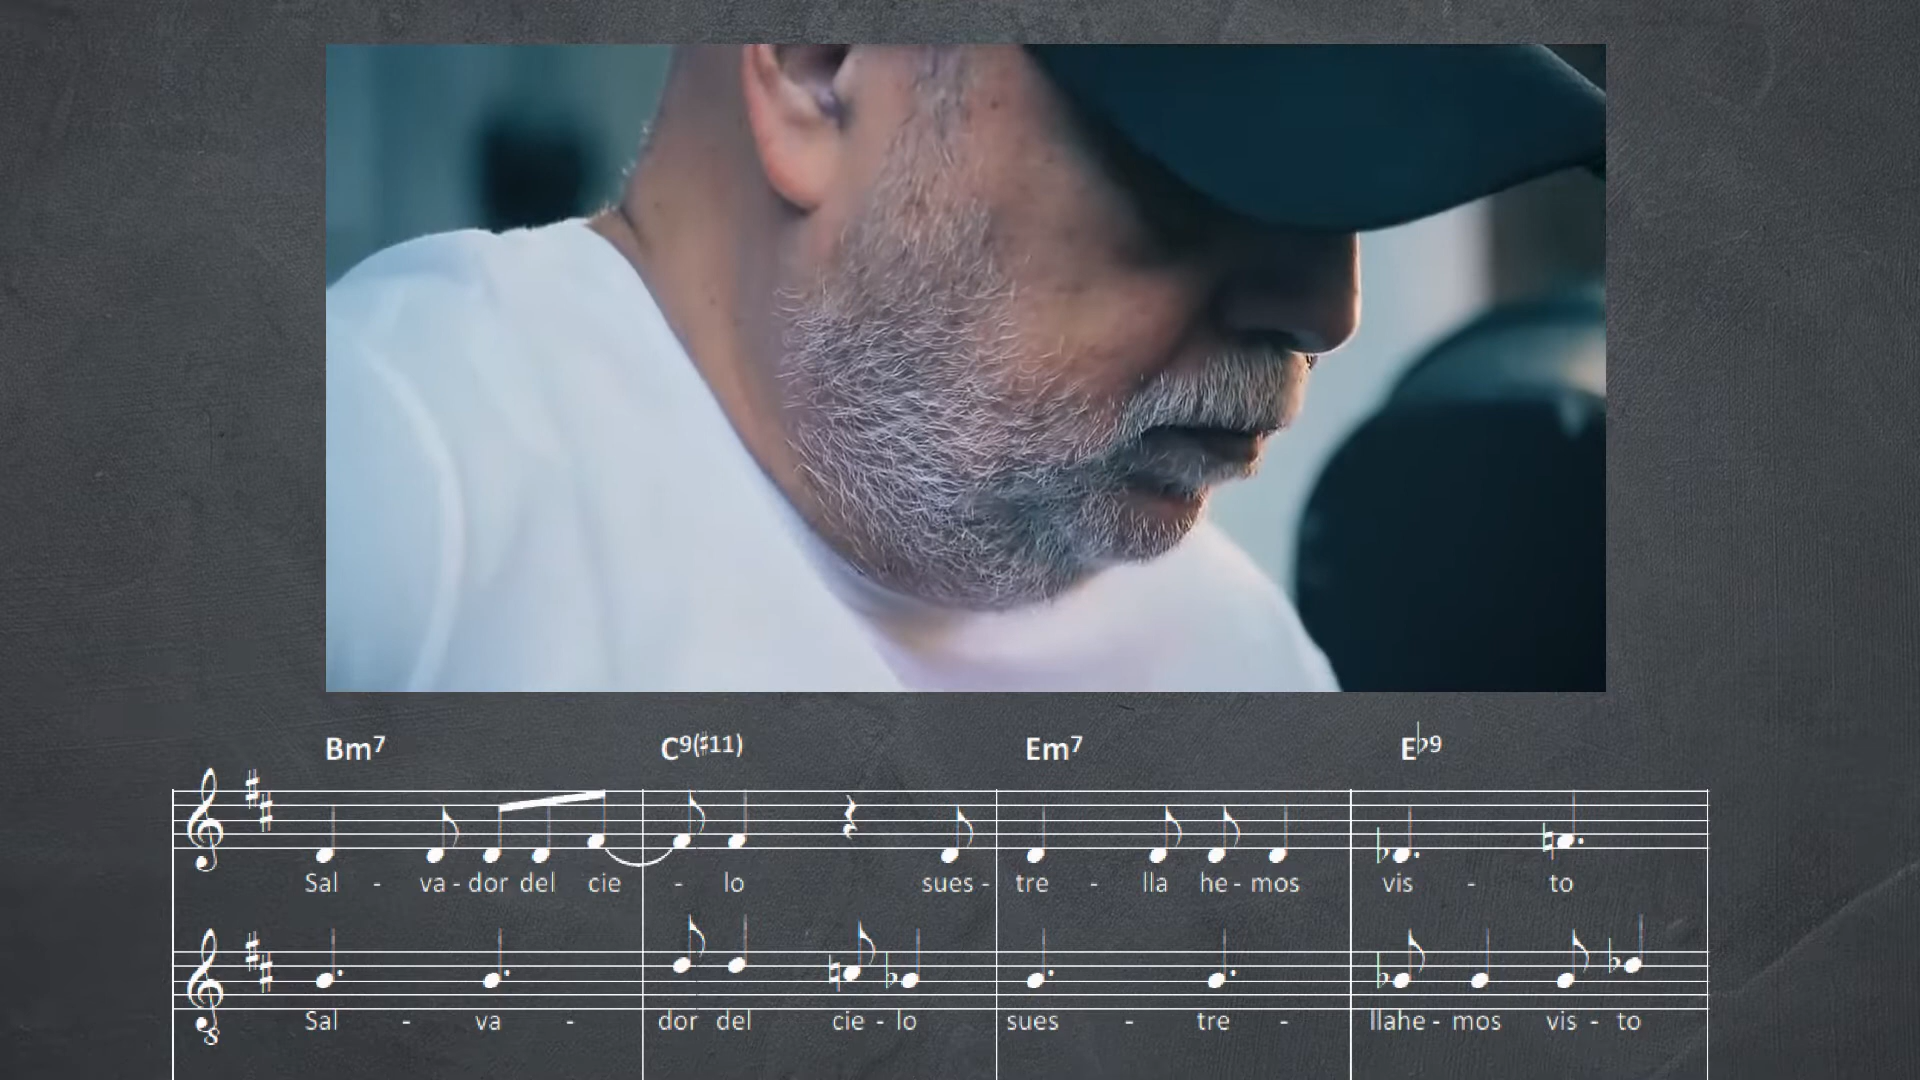 Bm7 C9(♯11) Em7 E♭9
Sal - va - dor del cie - lo sues - tre - lla he - mos vis - to
8
Sal - va - dor del cie - lo sues - tre - llahe - mos vis - to